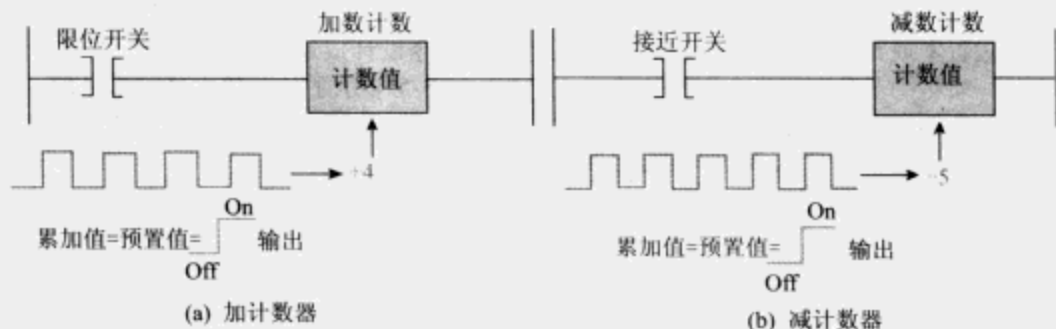 加数计数
限位开关
计数值
+4
On
累加值=预置值=
输出
Off
(a) 加计数器
减数计数
接近开关
计数值
-5
On
累加值=预置值=
输出
Off
(b) 减计数器